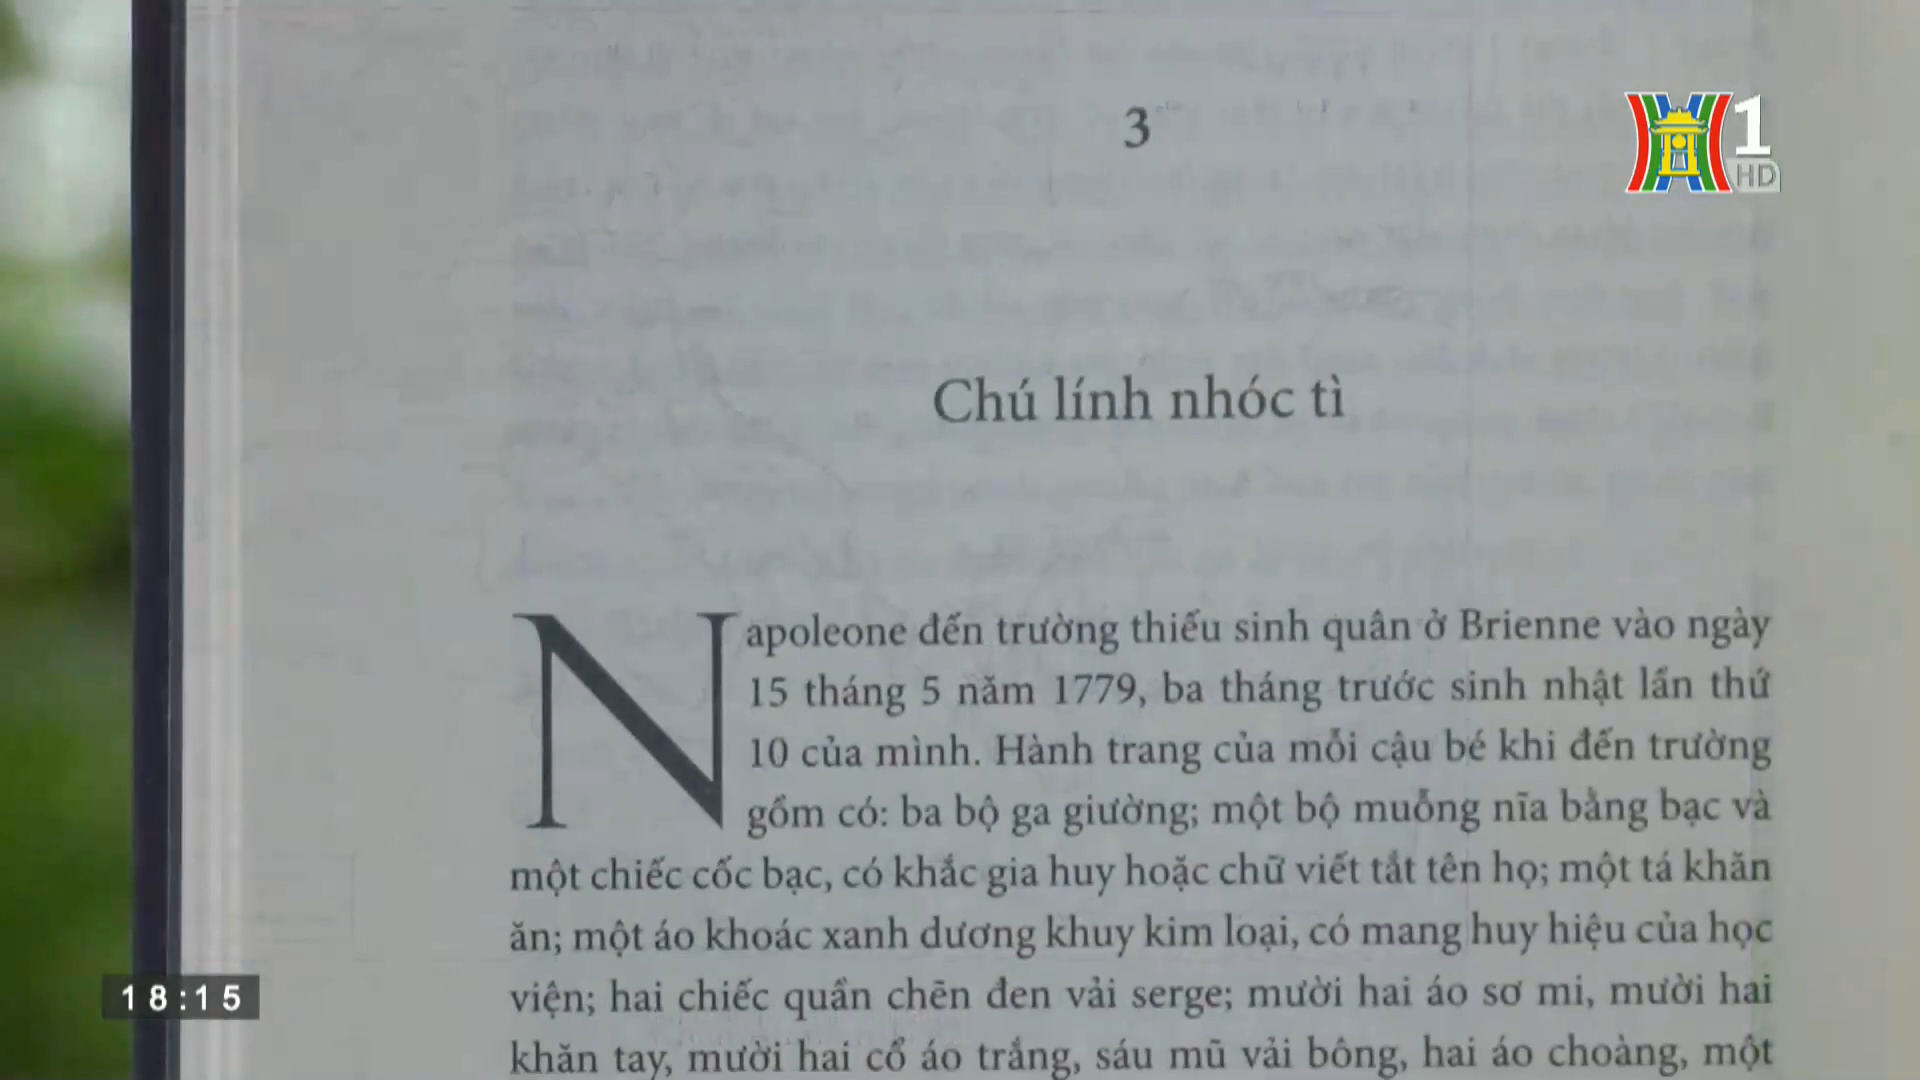 3
1
HD
Chú lính nhóc tì
Napoleone đến trường thiếu sinh quân ở Brienne vào ngày
15 tháng 5 năm 1779, ba tháng trước sinh nhật lần thứ
10 của mình. Hành trang của mỗi cậu bé khi đến trường
gồm có: ba bộ ga giường; một bộ muỗng nĩa bằng bạc và
một chiếc cốc bạc, có khắc gia huy hoặc chữ viết tắt tên họ; một tá khăn
ăn; một áo khoác xanh dương khuy kim loại, có mang huy hiệu của học
viện; hai chiếc quần chẽn đen vải serge; mười hai áo sơ mi, mười hai
khăn tay, mười hai cổ áo trắng, sáu mũ vải bông, hai áo choàng, một
18:15